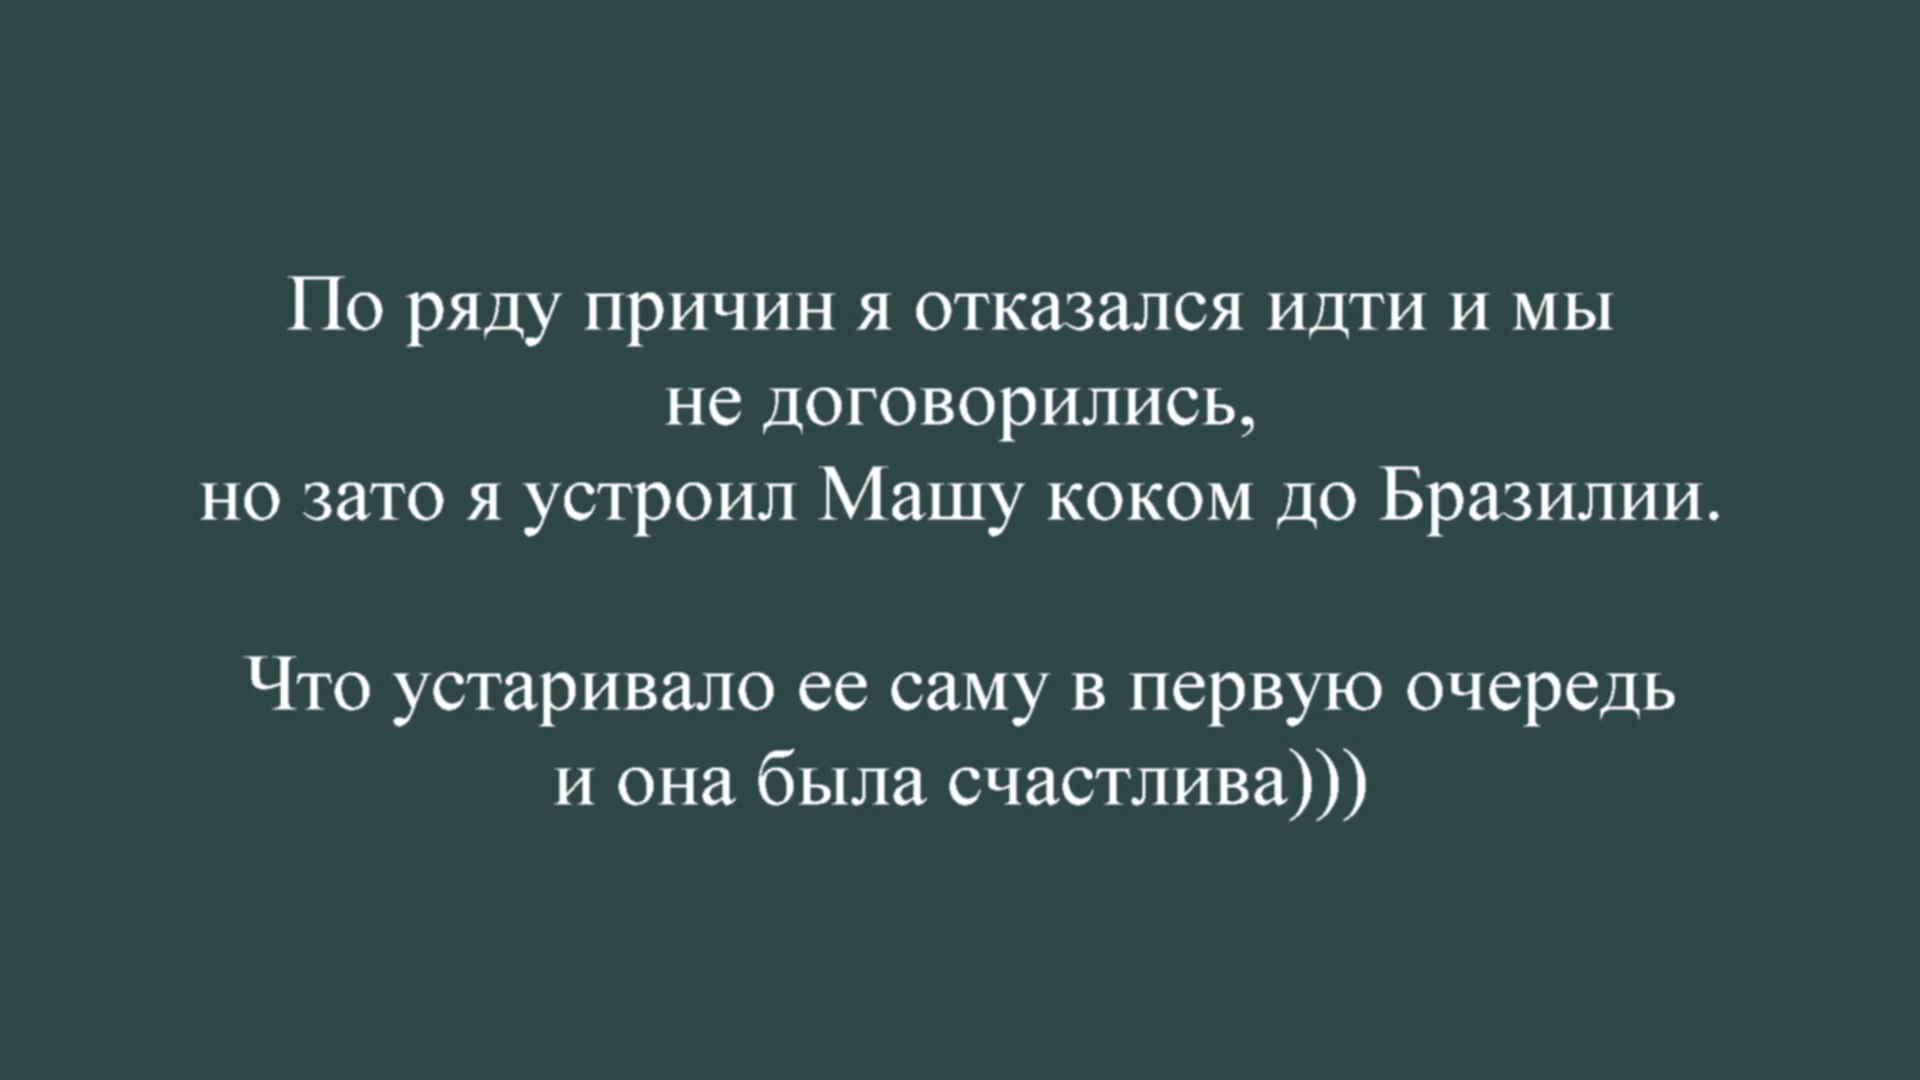 По ряду причин я отказался идти и мы
не договорились,
но зато я устроил Машу коком до Бразилии.
Что устаривало ее саму в первую очередь
и она была счастлива)))